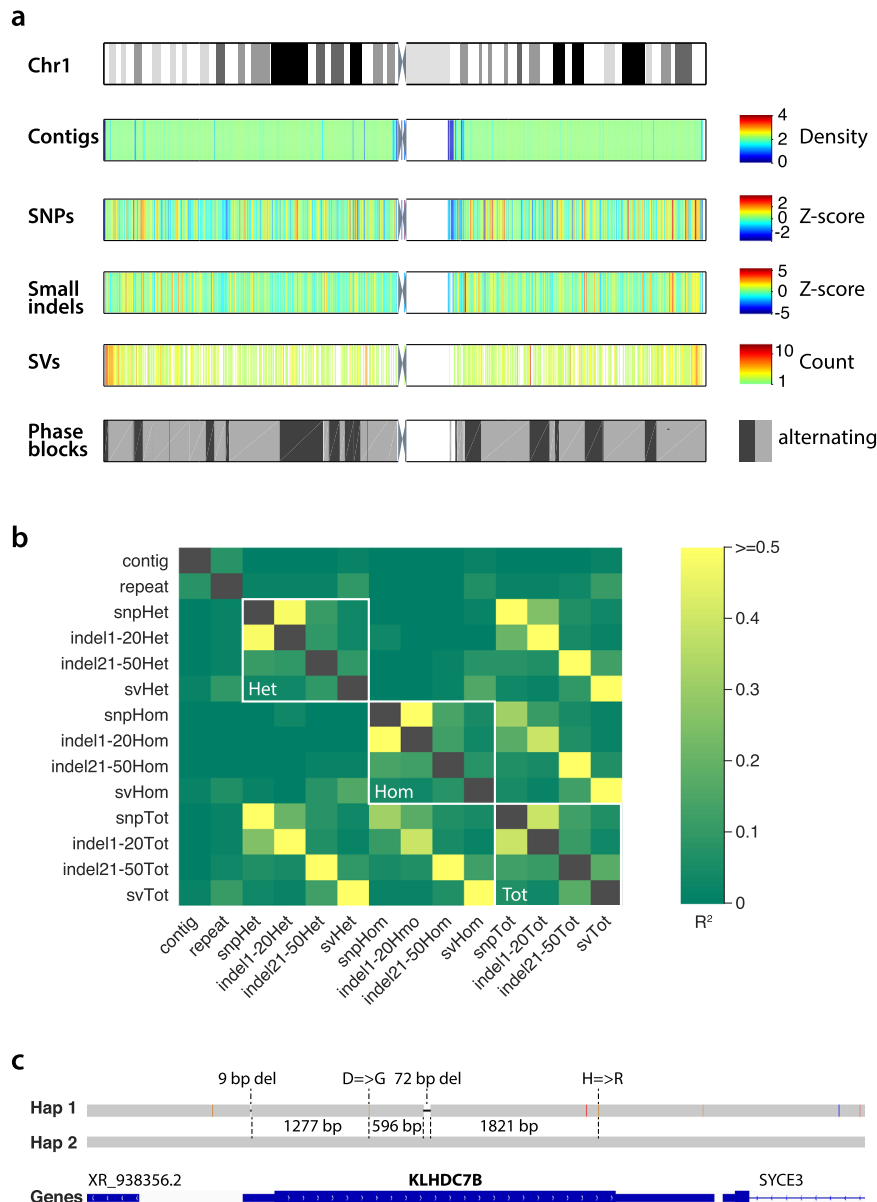 a
Chr1
Contigs
4
2
0
Density
SNPs
2
0
-2
Z-score
Small
indels
5
0
-5
Z-score
SVs
10
1
Count
Phase
blocks
alternating
b
contig
repeat
snpHet
indel1-20Het
indel21-50Het
svHet
snpHom
indel1-20Hom
indel21-50Hom
svHom
snpTot
indel1-20Tot
indel21-50Tot
svTot
Het
Hom
Tot
contig
repeat
snpHet
indel1-20Het
indel21-50Het
svHet
snpHom
indel1-20Hmo
indel21-50Hom
svHom
snpTot
indel1-20Tot
indel21-50Tot
svTot
>=0.5
0.4
0.3
0.2
0.1
0
R²
c
9 bp del D=>G 72 bp del H=>R
Hap 1
1277 bp 596 bp 1821 bp
Hap 2
XR_938356.2 KLHDC7B SYCE3
Genes